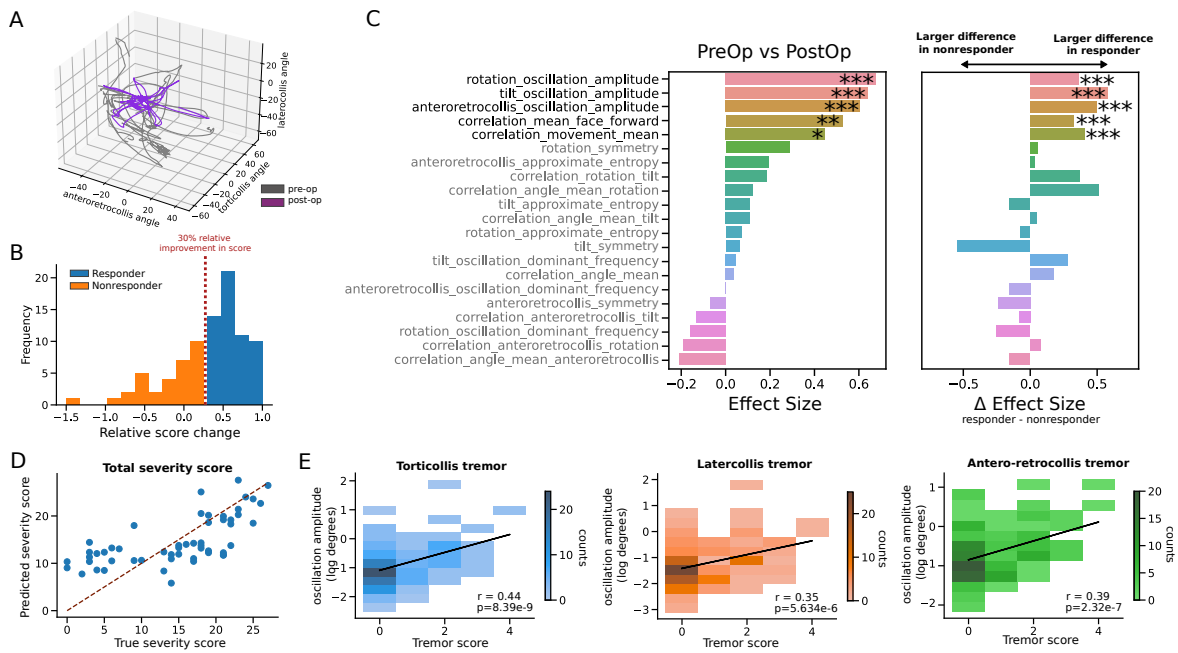 A
20
0
−20
−40
−60
laterocollis angle
−40
−20
0
20
40
anteroretrocollis angle
−60
−40
−20
0
20
40
60
torticollis angle
pre-op
post-op
B
30% relative
improvement in score
Responder
Nonresponder
20
15
10
5
0
Frequency
−1.5
−1.0
−0.5
0.0
0.5
1.0
Relative score change
C
PreOp vs PostOp
Larger difference
in nonresponder
Larger difference
in responder
rotation_oscillation_amplitude
*** ***
tilt_oscillation_amplitude
*** ***
anteroretrocollis_oscillation_amplitude
*** ***
correlation_mean_face_forward
** ***
correlation_movement_mean
* ***
rotation_symmetry
anteroretrocollis_approximate_entropy
correlation_rotation_tilt
correlation_angle_mean_rotation
tilt_approximate_entropy
correlation_angle_mean_tilt
rotation_approximate_entropy
tilt_symmetry
tilt_oscillation_dominant_frequency
correlation_angle_mean
anteroretrocollis_oscillation_dominant_frequency
anteroretrocollis_symmetry
correlation_anteroretrocollis_tilt
rotation_oscillation_dominant_frequency
correlation_anteroretrocollis_rotation
correlation_angle_mean_anteroretrocollis
−0.2
0.0
0.2
0.4
0.6
Effect Size
−0.5
0.0
0.5
Δ Effect Size
responder - nonresponder
D
Total severity score
20
10
0
Predicted severity score
0
5
10
15
20
25
True severity score
E
Torticollis tremor
1
0
−1
−2
oscillation amplitude
(log degrees)
r = 0.44
p=8.39e-9
0
2
4
Tremor score
20
10
0
counts
Latercollis tremor
2
1
0
−1
−2
−3
oscillation amplitude
(log degrees)
r = 0.35
p=5.634e-6
0
2
4
Tremor score
20
10
0
counts
Antero-retrocollis tremor
1
−0
−1
−2
oscillation amplitude
(log degrees)
r = 0.39
p=2.32e-7
0
2
4
Tremor score
20
15
10
5
0
counts